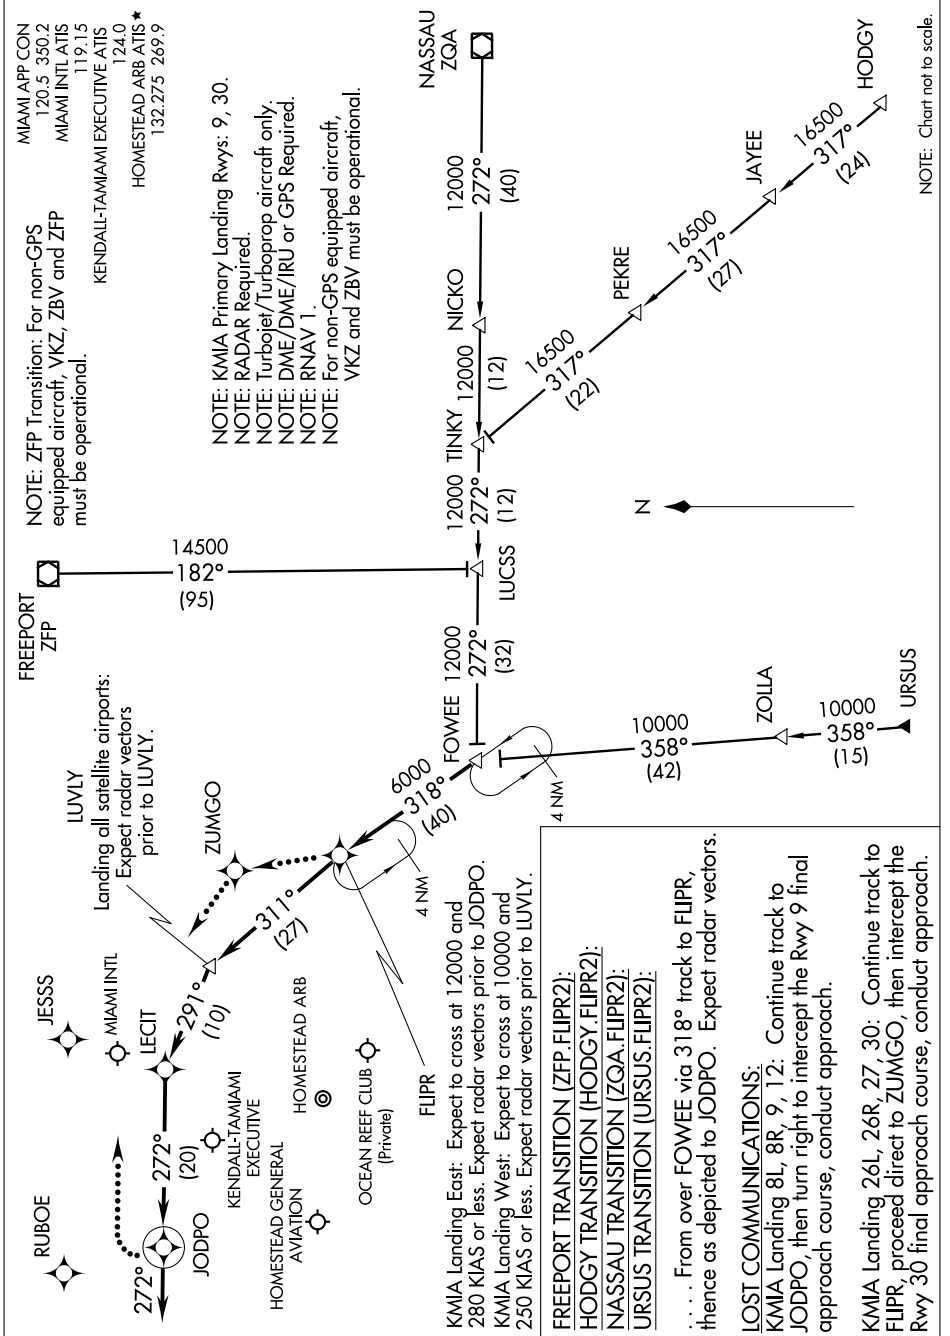 MIAMI APP CON
120.5 350.2
MIAMI INTL ATIS
119.15
KENDALL-TAMIAMI EXECUTIVE ATIS
124.0
HOMESTEAD ARB ATIS★
132.275 269.9
NOTE: ZFP Transition: For non-GPS
equipped aircraft, VKZ, ZBV and ZFP
must be operational.
NOTE: KMIA Primary Landing Rwys: 9, 30.
NOTE: RADAR Required.
NOTE: Turbojet/Turboprop aircraft only.
NOTE: DME/DME/IRU or GPS Required.
NOTE: RNAV 1.
NOTE: For non-GPS equipped aircraft,
VKZ and ZBV must be operational.
FREEPORT
ZFP
14500
182°
(95)
NASSAU
ZQA
12000
272°
(40)
NICKO
12000
(12)
TINKY
12000
272°
(12)
LUCSS
12000
272°
(32)
FOWEE
HODGY
16500
317°
(24)
JAYEE
16500
317°
(27)
PEKRE
16500
317°
(22)
N
URSUS
10000
358°
(15)
ZOLLA
10000
358°
(42)
4 NM
6000
318°
(40)
4 NM
FLIPR
ZUMGO
311°
(27)
LUVLY
Landing all satellite airports:
Expect radar vectors
prior to LUVLY.
291°
(10)
LECIT
272°
(20)
JODPO
272°
RUBOE
JESSS
MIAMI INTL
KENDALL-TAMIAMI
EXECUTIVE
HOMESTEAD GENERAL
AVIATION
HOMESTEAD ARB
OCEAN REEF CLUB
(Private)
KMIA Landing East: Expect to cross at 12000 and
280 KIAS or less. Expect radar vectors prior to JODPO.
KMIA Landing West: Expect to cross at 10000 and
250 KIAS or less. Expect radar vectors prior to LUVLY.
FREEPORT TRANSITION (ZFP.FLIPR2):
HODGY TRANSITION (HODGY.FLIPR2):
NASSAU TRANSITION (ZQA.FLIPR2):
URSUS TRANSITION (URSUS.FLIPR2):
. . . . From over FOWEE via 318° track to FLIPR,
thence as depicted to JODPO. Expect radar vectors.
LOST COMMUNICATIONS:
KMIA Landing 8L, 8R, 9, 12: Continue track to
JODPO, then turn right to intercept the Rwy 9 final
approach course, conduct approach.
KMIA Landing 26L, 26R, 27, 30: Continue track to
FLIPR, proceed direct to ZUMGO, then intercept the
Rwy 30 final approach course, conduct approach.
NOTE: Chart not to scale.